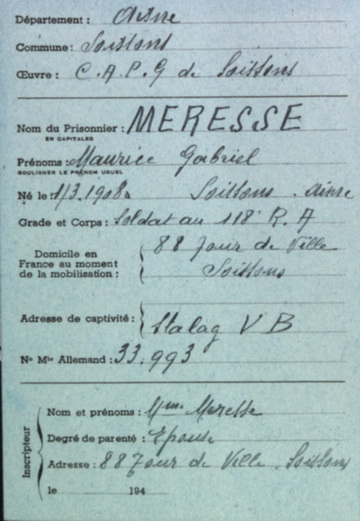 Département : Aisne
Commune : Soissons
Œuvre : C.A.P.G de Soissons
Nom du Prisonnier : MERESSE
EN CAPITALES
Prénoms : Maurice Gabriel
SOULIGNER LE PRÉNOM USUEL
Né le 1/3.1908 à Soissons . Aisne
Grade et Corps : Soldat au 118e R.A
Domicile en
France au moment
de la mobilisation :
88 Four de Ville
Soissons
Adresse de captivité : Stalag V B
No Mle Allemand : 33.993
Inscripteur
Nom et prénoms : Mme Meresse
Degré de parenté : Epouse
Adresse : 88 Four de Ville . Soissons
le 194